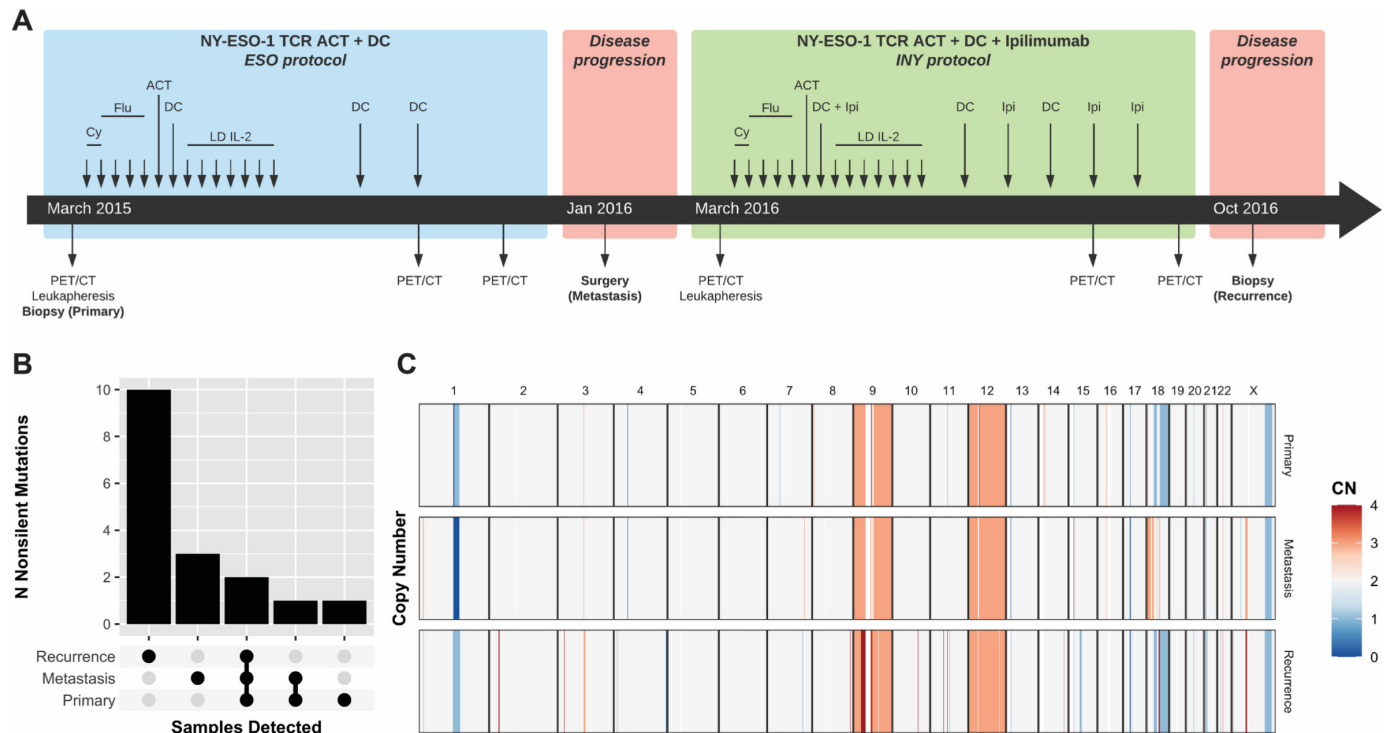 A
NY-ESO-1 TCR ACT + DC
ESO protocol
Disease
progression
NY-ESO-1 TCR ACT + DC + Ipilimumab
INY protocol
Disease
progression
ACT
Flu
DC
DC
DC
Cy
LD IL-2
ACT
Flu
DC + Ipi
DC
Ipi
DC
Ipi
Ipi
Cy
LD IL-2
March 2015
Jan 2016
March 2016
Oct 2016
PET/CT
Leukapheresis
Biopsy (Primary)
PET/CT
PET/CT
Surgery
(Metastasis)
PET/CT
Leukapheresis
PET/CT
PET/CT
Biopsy
(Recurrence)
B
N Nonsilent Mutations
10
8
6
4
2
0
Recurrence
Metastasis
Primary
Samples Detected
C
1 2 3 4 5 6 7 8 9 10 11 12 13 14 15 16 17 18 19 20 21 22 X
Copy Number
Primary
Metastasis
Recurrence
CN
4
3
2
1
0